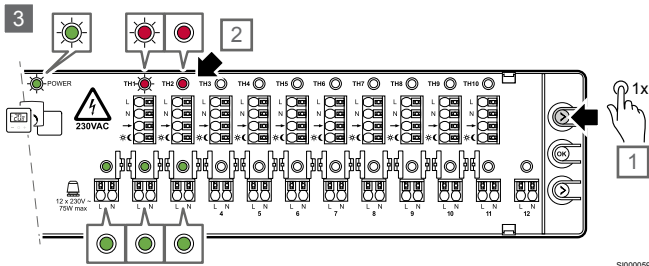 3
2
POWER
TH1 TH2 TH3 TH4 TH5 TH6 TH7 TH8 TH9 TH10
1x
L L L L L L L L L L
N N N N N N N N N N
230VAC
OK
1
12 x 230V ~
75W max
L N L N L N L N L N L N L N L N L N L N L N L N
4 5 6 7 8 9 10 11 12
SI000059